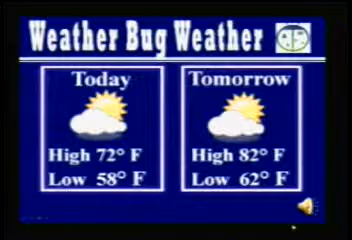 Weather Bug Weather
Today
High 72° F
Low 58° F
Tomorrow
High 82° F
Low 62° F